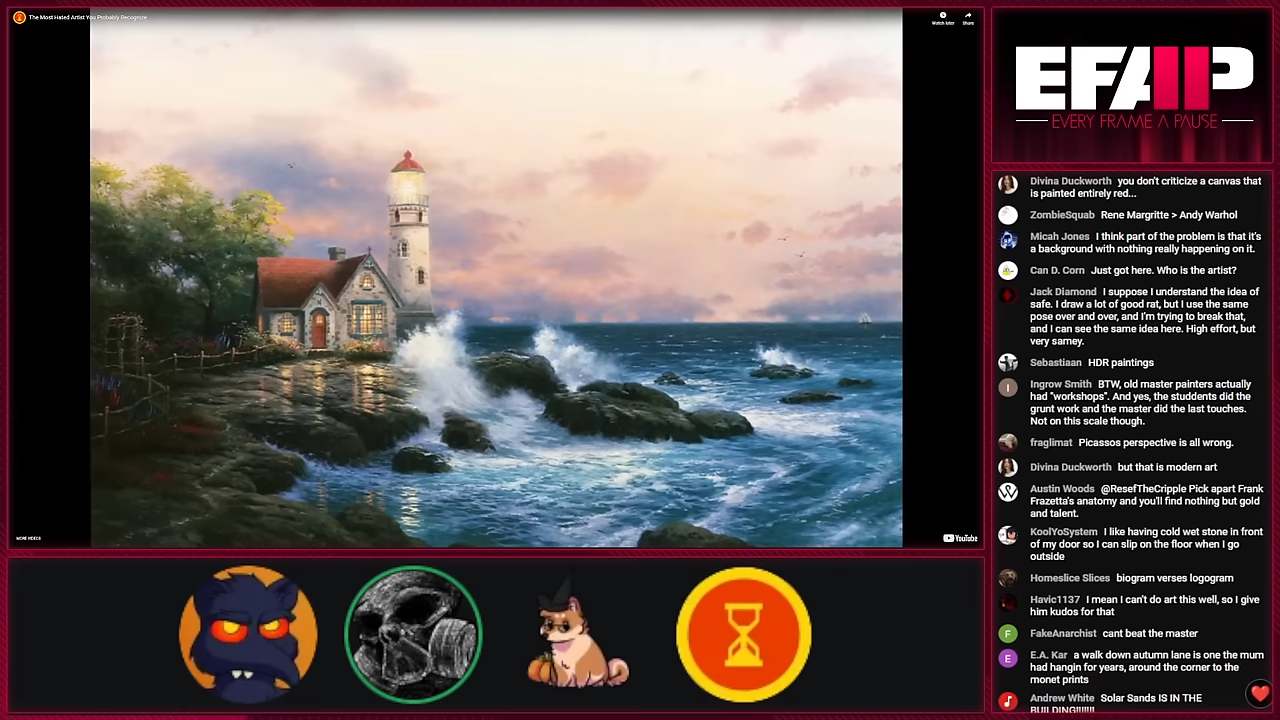 The Most Hated Artist You Probably Recognize
Watch later
Share
MORE VIDEOS
YouTube
EFAP
EVERY FRAME A PAUSE
Divina Duckworth you don't criticize a canvas that
is painted entirely red...
ZombieSquab Rene Margritte > Andy Warhol
Micah Jones I think part of the problem is that it's
a background with nothing really happening on it.
Can D. Corn Just got here. Who is the artist?
Jack Diamond I suppose I understand the idea of
safe. I draw a lot of good rat, but I use the same
pose over and over, and I'm trying to break that,
and I can see the same idea here. High effort, but
very samey.
Sebastiaan HDR paintings
I
Ingrow Smith BTW, old master painters actually
had "workshops". And yes, the studdents did the
grunt work and the master did the last touches.
Not on this scale though.
fraglimat Picassos perspective is all wrong.
Divina Duckworth but that is modern art
Austin Woods @ResefTheCripple Pick apart Frank
Frazetta's anatomy and you'll find nothing but gold
and talent.
KoolYoSystem I like having cold wet stone in front
of my door so I can slip on the floor when I go
outside
Homeslice Slices biogram verses logogram
Havic1137 I mean I can't do art this well, so I give
him kudos for that
F
FakeAnarchist cant beat the master
E
E.A. Kar a walk down autumn lane is one the mum
had hangin for years, around the corner to the
monet prints
Andrew White Solar Sands IS IN THE
BUILDING!!!!!!!